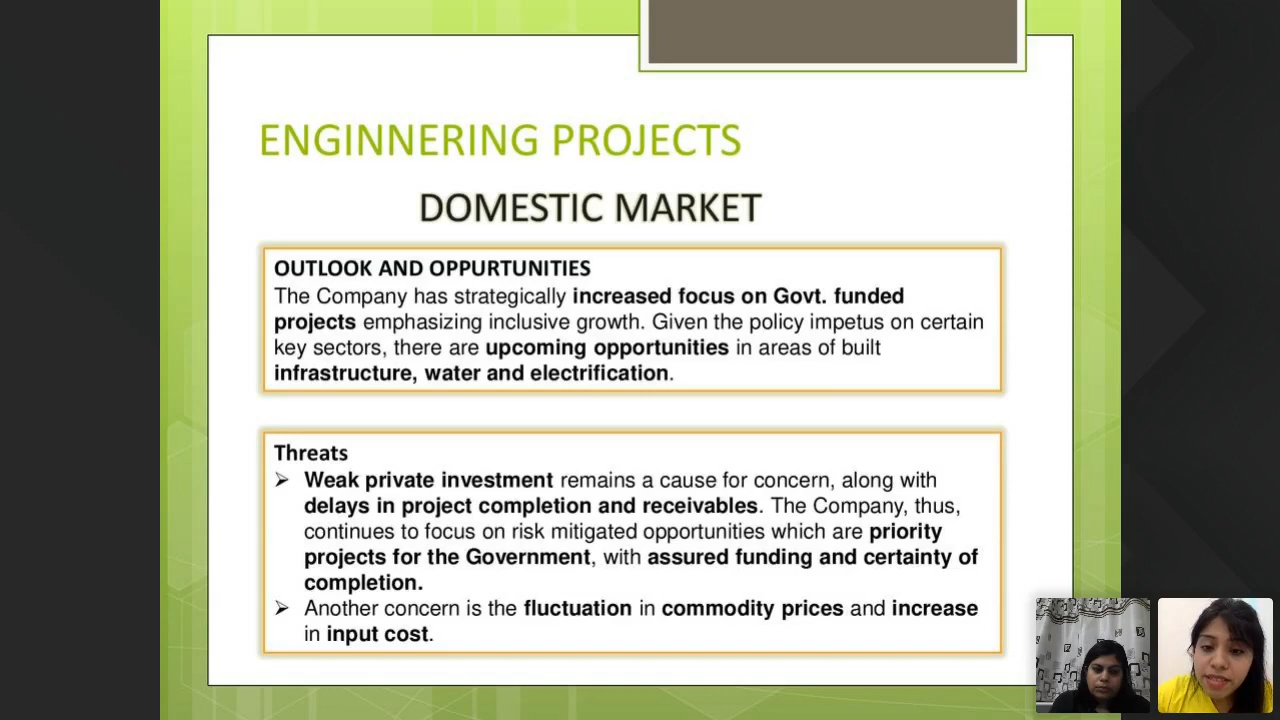 ENGINNERING PROJECTS
DOMESTIC MARKET
OUTLOOK AND OPPURTUNITIES
The Company has strategically increased focus on Govt. funded
projects emphasizing inclusive growth. Given the policy impetus on certain
key sectors, there are upcoming opportunities in areas of built
infrastructure, water and electrification.
Threats
➢ Weak private investment remains a cause for concern, along with
delays in project completion and receivables. The Company, thus,
continues to focus on risk mitigated opportunities which are priority
projects for the Government, with assured funding and certainty of
completion.
➢ Another concern is the fluctuation in commodity prices and increase
in input cost.